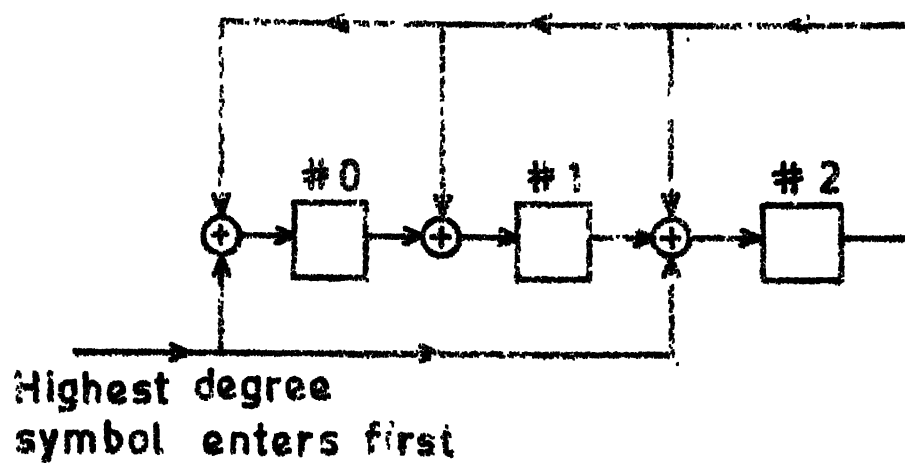 #0 #1 #2
+ + +
Highest degree
symbol enters first